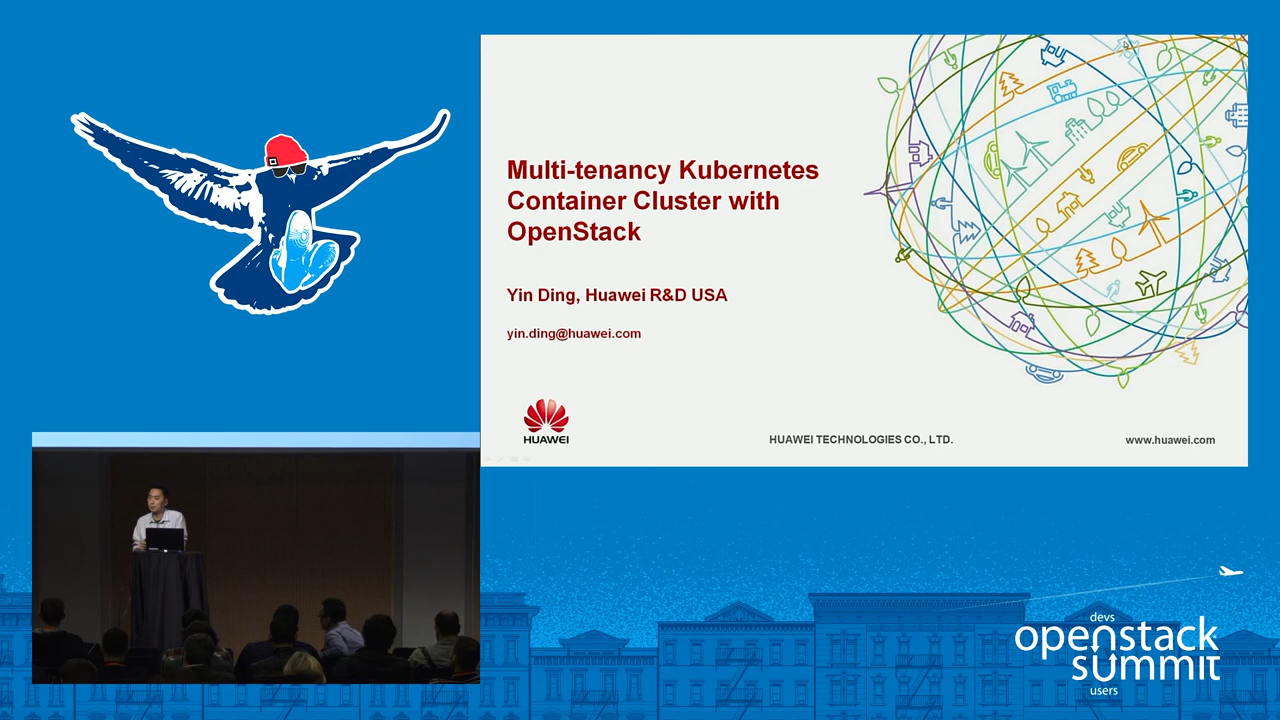 Multi-tenancy Kubernetes
Container Cluster with
OpenStack
Yin Ding, Huawei R&D USA
yin.ding@huawei.com
HUAWEI
HUAWEI TECHNOLOGIES CO., LTD.
www.huawei.com
devs
openstack
summit
users